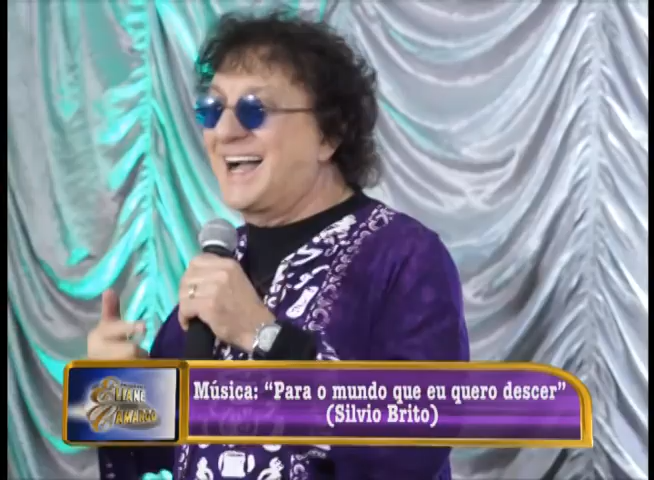 ELIANE
CAMARGO
Música: “Para o mundo que eu quero descer”
(Silvio Brito)